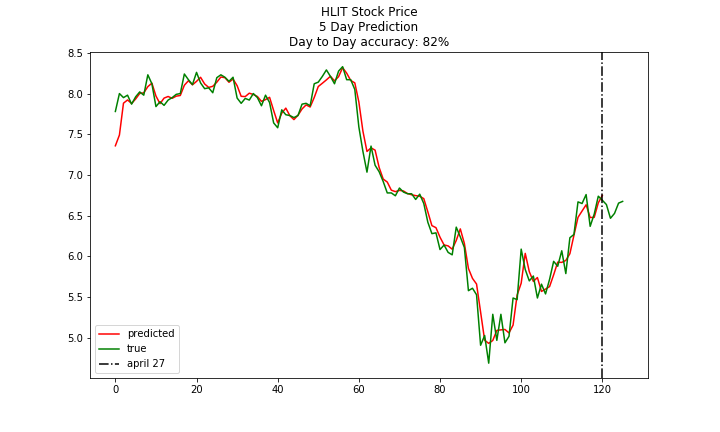 HLIT Stock Price
5 Day Prediction
Day to Day accuracy: 82%
8.5
8.0
7.5
7.0
6.5
6.0
5.5
5.0
predicted
true
april 27
0 20 40 60 80 100 120